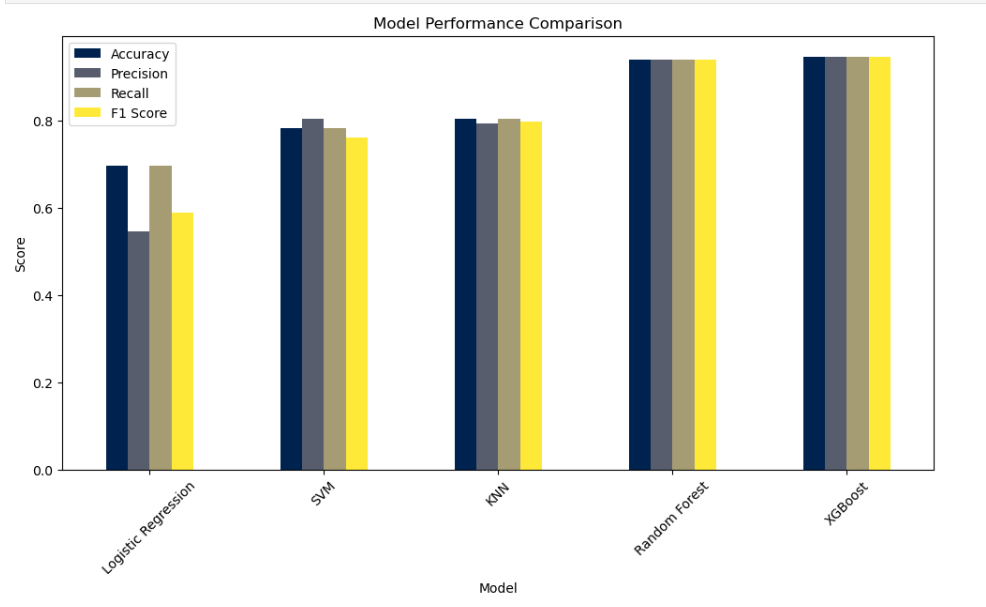 Model Performance Comparison
Accuracy
Precision
Recall
F1 Score
Score
0.8
0.6
0.4
0.2
0.0
Logistic Regression
SVM
KNN
Random Forest
XGBoost
Model